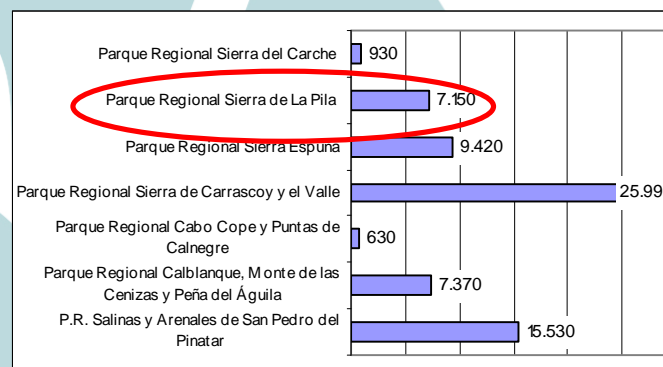 Parque Regional Sierra del Carche 930
Parque Regional Sierra de La Pila 7.150
Parque Regional Sierra Espuña 9.420
Parque Regional Sierra de Carrascoy y el Valle 25.99
Parque Regional Cabo Cope y Puntas de
Calnegre 630
Parque Regional Calblanque, Monte de las
Cenizas y Peña del Águila 7.370
P.R. Salinas y Arenales de San Pedro del
Pinatar 15.530